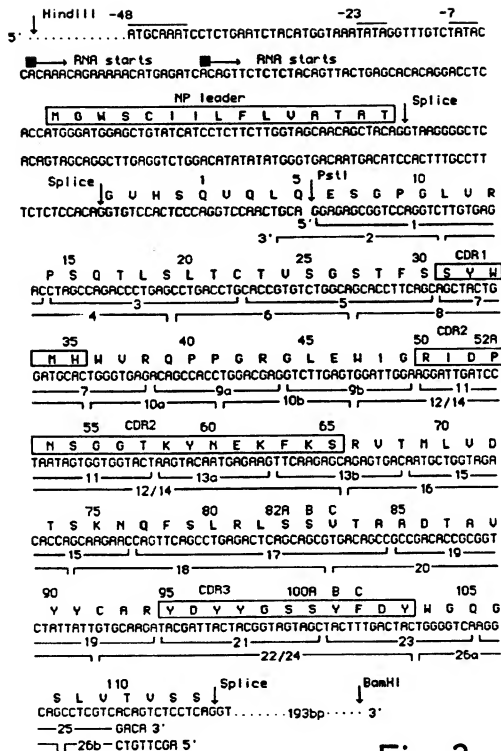 HindIII -48 -23 -7
5' ATGCAAATCCTCTGAATCTACATGGTAAATATAGGTTTGTCTATAC
RNA starts RNA starts
CACAAACAGAAAAACATGAGATCACAGTTCTCTCTACAGTTACTGAGCACACAGGACCTC
NP leader
M G W S C I I L F L V A T A T Splice
ACCATGGGATGGAGCTGTATCATCCTCTTCTTGGTAGCAACAGCTACAGGTAAGGGGCTC
ACAGTAGCAGGCTTGAGGTCTGGACATATATATGGGTGACAATGACATCCACTTTGCCTT
Splice 1 5 PstI 10
G V H S Q V Q L Q E S G P G L V R
TCTCTCCACAGGTGTCCACTCCCAGGTCCAACTGCA GGAGAGCGGTCCAGGTCTTGTGAG
5' 1
3' 2
15 20 25 30 CDR1
P S Q T L S L T C T V S G S T F S S Y W
ACCTAGCCAGACCCTGAGCCTGACCTGCACCGTGTCTGGCAGCACCTTCAGCAGCTACTG
3 5 7
4 6 8
35 40 45 50 CDR2 52A
M H W V R Q P P G R G L E W I G R I D P
GATGCACTGGGTGAGACAGCCACCTGGACGAGGTCTTGAGTGGATTGGAAGGATTGATCC
7 9a 9b 11
10a 10b 12/14
55 CDR2 60 65 70
N S G G T K Y N E K F K S R V T M L V D
TAATAGTGGTGGTACTAAGTACAATGAGAAGTTCAAGAGCAGAGTGACAATGCTGGTAGA
11 13a 13b 15
12/14 16
75 80 82A B C 85
T S K N Q F S L R L S S V T A A D T A V
CACCAGCAAGAACCAGTTCAGCCTGAGACTCAGCAGCGTGACAGCCGCCGACACCGCGGT
15 17 19
18 20
90 95 CDR3 100A B C 105
Y Y C A R Y D Y Y G S S Y F D Y W G Q G
CTATTATTGTGCAAGATACGATTACTACGGTAGTAGCTACTTTGACTACTGGGGTCAAGG
19 21 23
22/24 26a
110
S L V T V S S Splice BamHI
CAGCCTCGTCACAGTCTCCTCAGGT 193bp 3'
25 GACA 3'
26b CTGTTCGA 5'